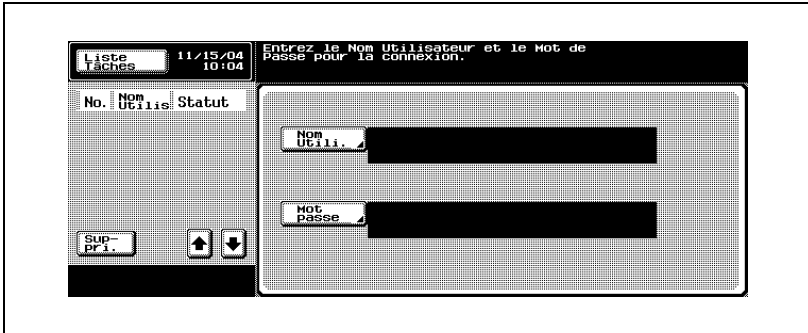 Liste
Tâches
11/15/04
10:04
Entrez le Nom Utilisateur et le Mot de
Passe pour la connexion.
No. Nom Utilis Statut
Nom
Utili.
Mot
passe
Sup-
pri.